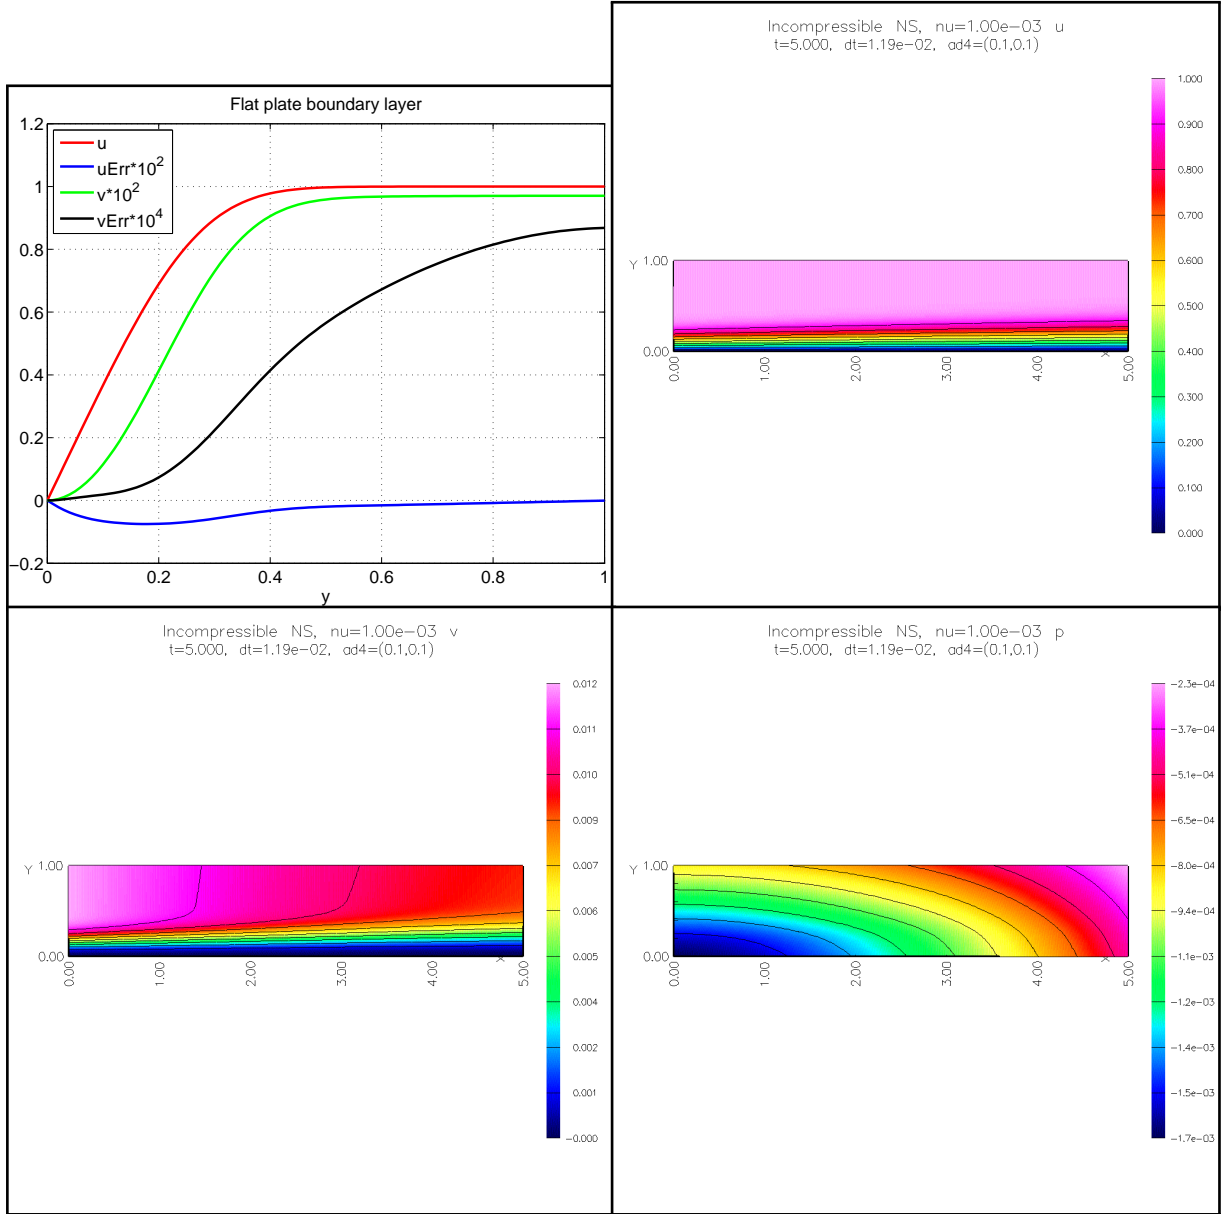 Flat plate boundary layer
1.2
1
0.8
0.6
0.4
0.2
0
−0.2
u
uErr*10^2
v*10^2
vErr*10^4
0 0.2 0.4 0.6 0.8 1
y
Incompressible NS, nu=1.00e-03 u
t=5.000, dt=1.19e-02, ad4=(0.1,0.1)
1.000
0.900
0.800
0.700
0.600
0.500
0.400
0.300
0.200
0.100
0.000
Y 1.00
0.00
0.00 1.00 2.00 3.00 4.00 X 5.00
Incompressible NS, nu=1.00e-03 v
t=5.000, dt=1.19e-02, ad4=(0.1,0.1)
0.012
0.011
0.010
0.009
0.007
0.006
0.005
0.004
0.002
0.001
-0.000
Y 1.00
0.00
0.00 1.00 2.00 3.00 4.00 X 5.00
Incompressible NS, nu=1.00e-03 p
t=5.000, dt=1.19e-02, ad4=(0.1,0.1)
-2.3e-04
-3.7e-04
-5.1e-04
-6.5e-04
-8.0e-04
-9.4e-04
-1.1e-03
-1.2e-03
-1.4e-03
-1.5e-03
-1.7e-03
Y 1.00
0.00
0.00 1.00 2.00 3.00 4.00 X 5.00